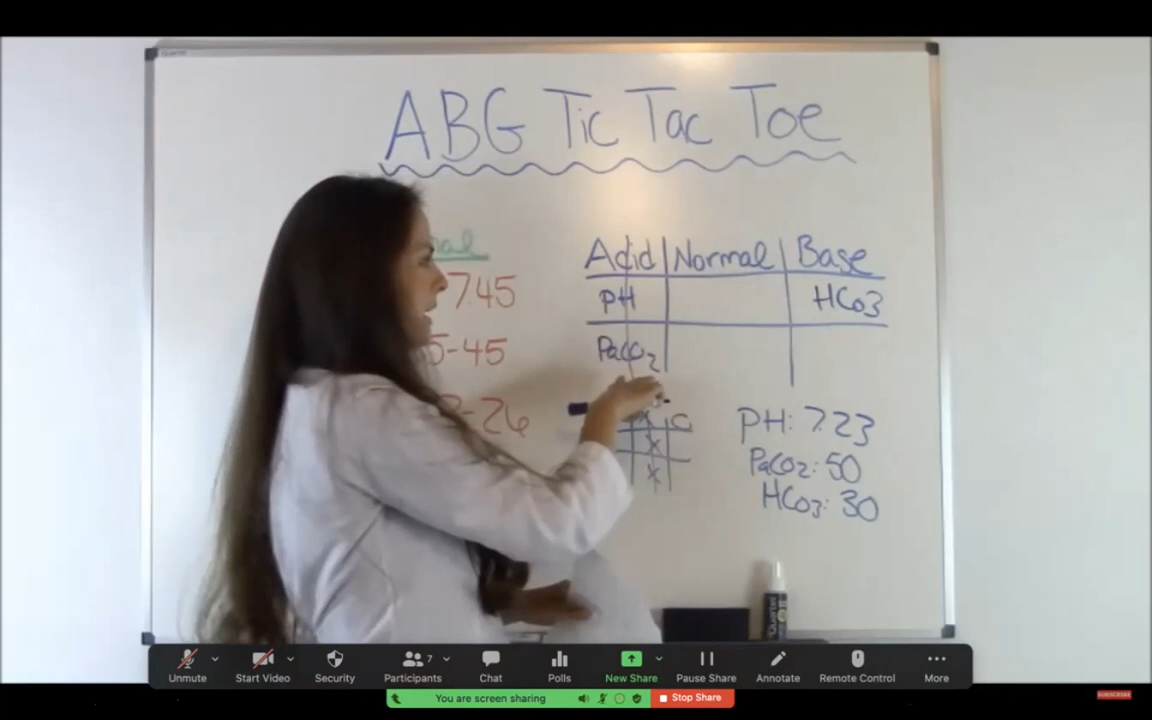 ABG Tic Tac Toe
Acid Normal Base
7.45
PH HCO3
5-45
PaCO2
-26
X C
X
X
PH: 7.23
PaCO2: 50
HCO3: 30
Unmute Start Video Security Participants 7 Chat Polls New Share Pause Share Annotate Remote Control More
You are screen sharing Stop Share
SUBSCRIBE